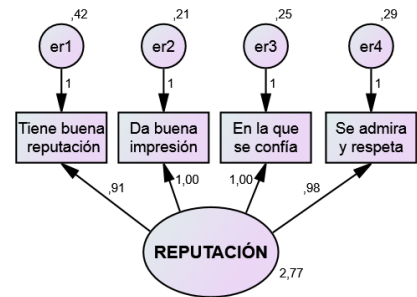 ,42
,21
,25
,29
er1
er2
er3
er4
1
1
1
1
Tiene buena
reputación
Da buena
impresión
En la que
se confía
Se admira
y respeta
,91
1,00
1,00
,98
REPUTACIÓN
2,77